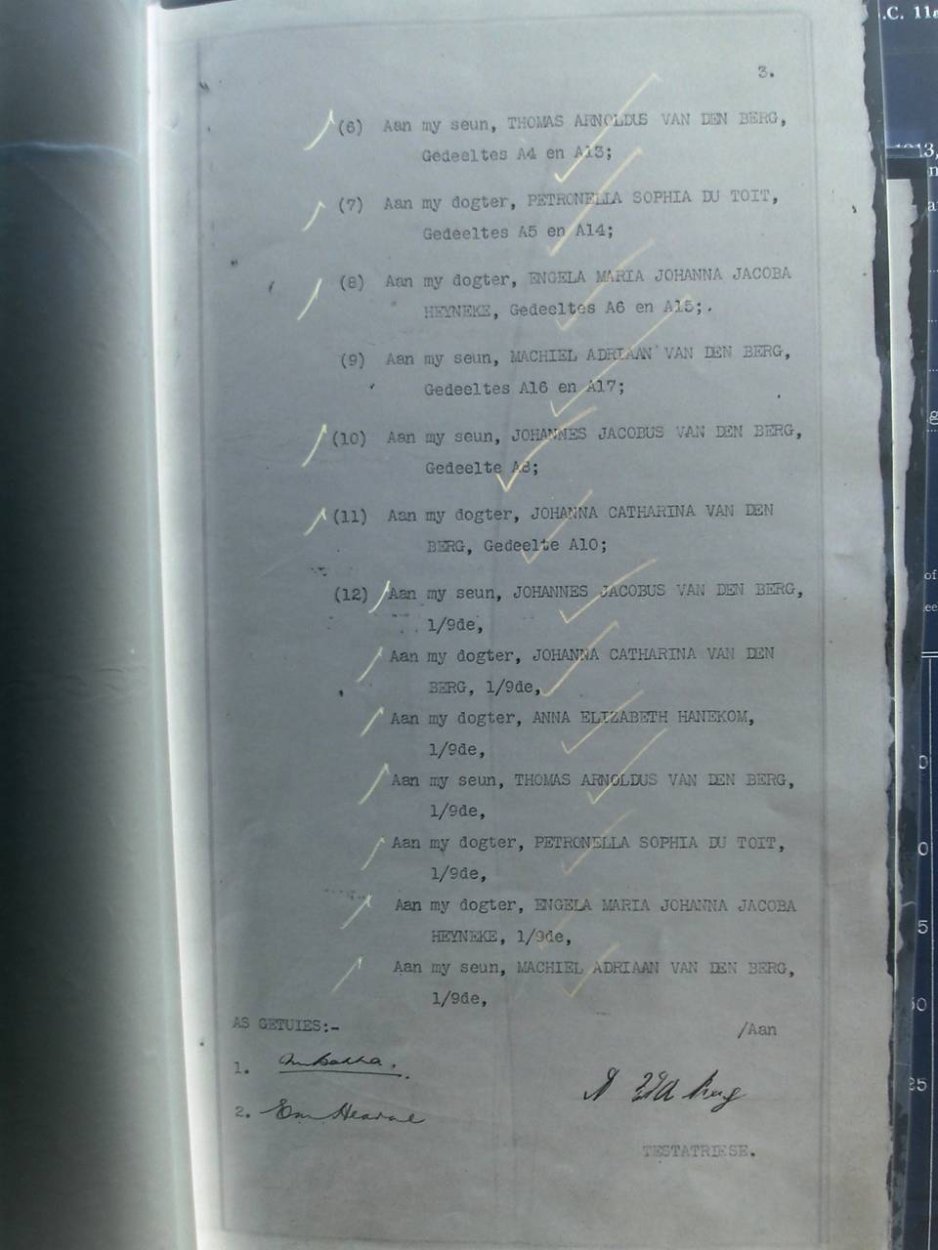 3.
(6) Aan my seun, THOMAS ARNOLDUS VAN DEN BERG,
Gedeeltes A4 en A13;
(7) Aan my dogter, PETRONELLA SOPHIA DU TOIT,
Gedeeltes A5 en A14;
(8) Aan my dogter, ENGELA MARIA JOHANNA JACOBA
HEYNEKE, Gedeeltes A6 en A15;.
(9) Aan my seun, MACHIEL ADRIAAN VAN DEN BERG,
Gedeeltes A16 en A17;
(10) Aan my seun, JOHANNES JACOBUS VAN DEN BERG,
Gedeelte A8;
(11) Aan my dogter, JOHANNA CATHARINA VAN DEN
BERG, Gedeelte A10;
(12) Aan my seun, JOHANNES JACOBUS VAN DEN BERG,
1/9de,
Aan my dogter, JOHANNA CATHARINA VAN DEN
BERG, 1/9de,
Aan my dogter, ANNA ELIZABETH HANEKOM,
1/9de,
Aan my seun, THOMAS ARNOLDUS VAN DEN BERG,
1/9de,
Aan my dogter, PETRONELLA SOPHIA DU TOIT,
1/9de,
Aan my dogter, ENGELA MARIA JOHANNA JACOBA
HEYNEKE, 1/9de,
Aan my seun, MACHIEL ADRIAAN VAN DEN BERG,
1/9de,
AS GETUIES:-
/Aan
1.
2.
TESTATRIESE.